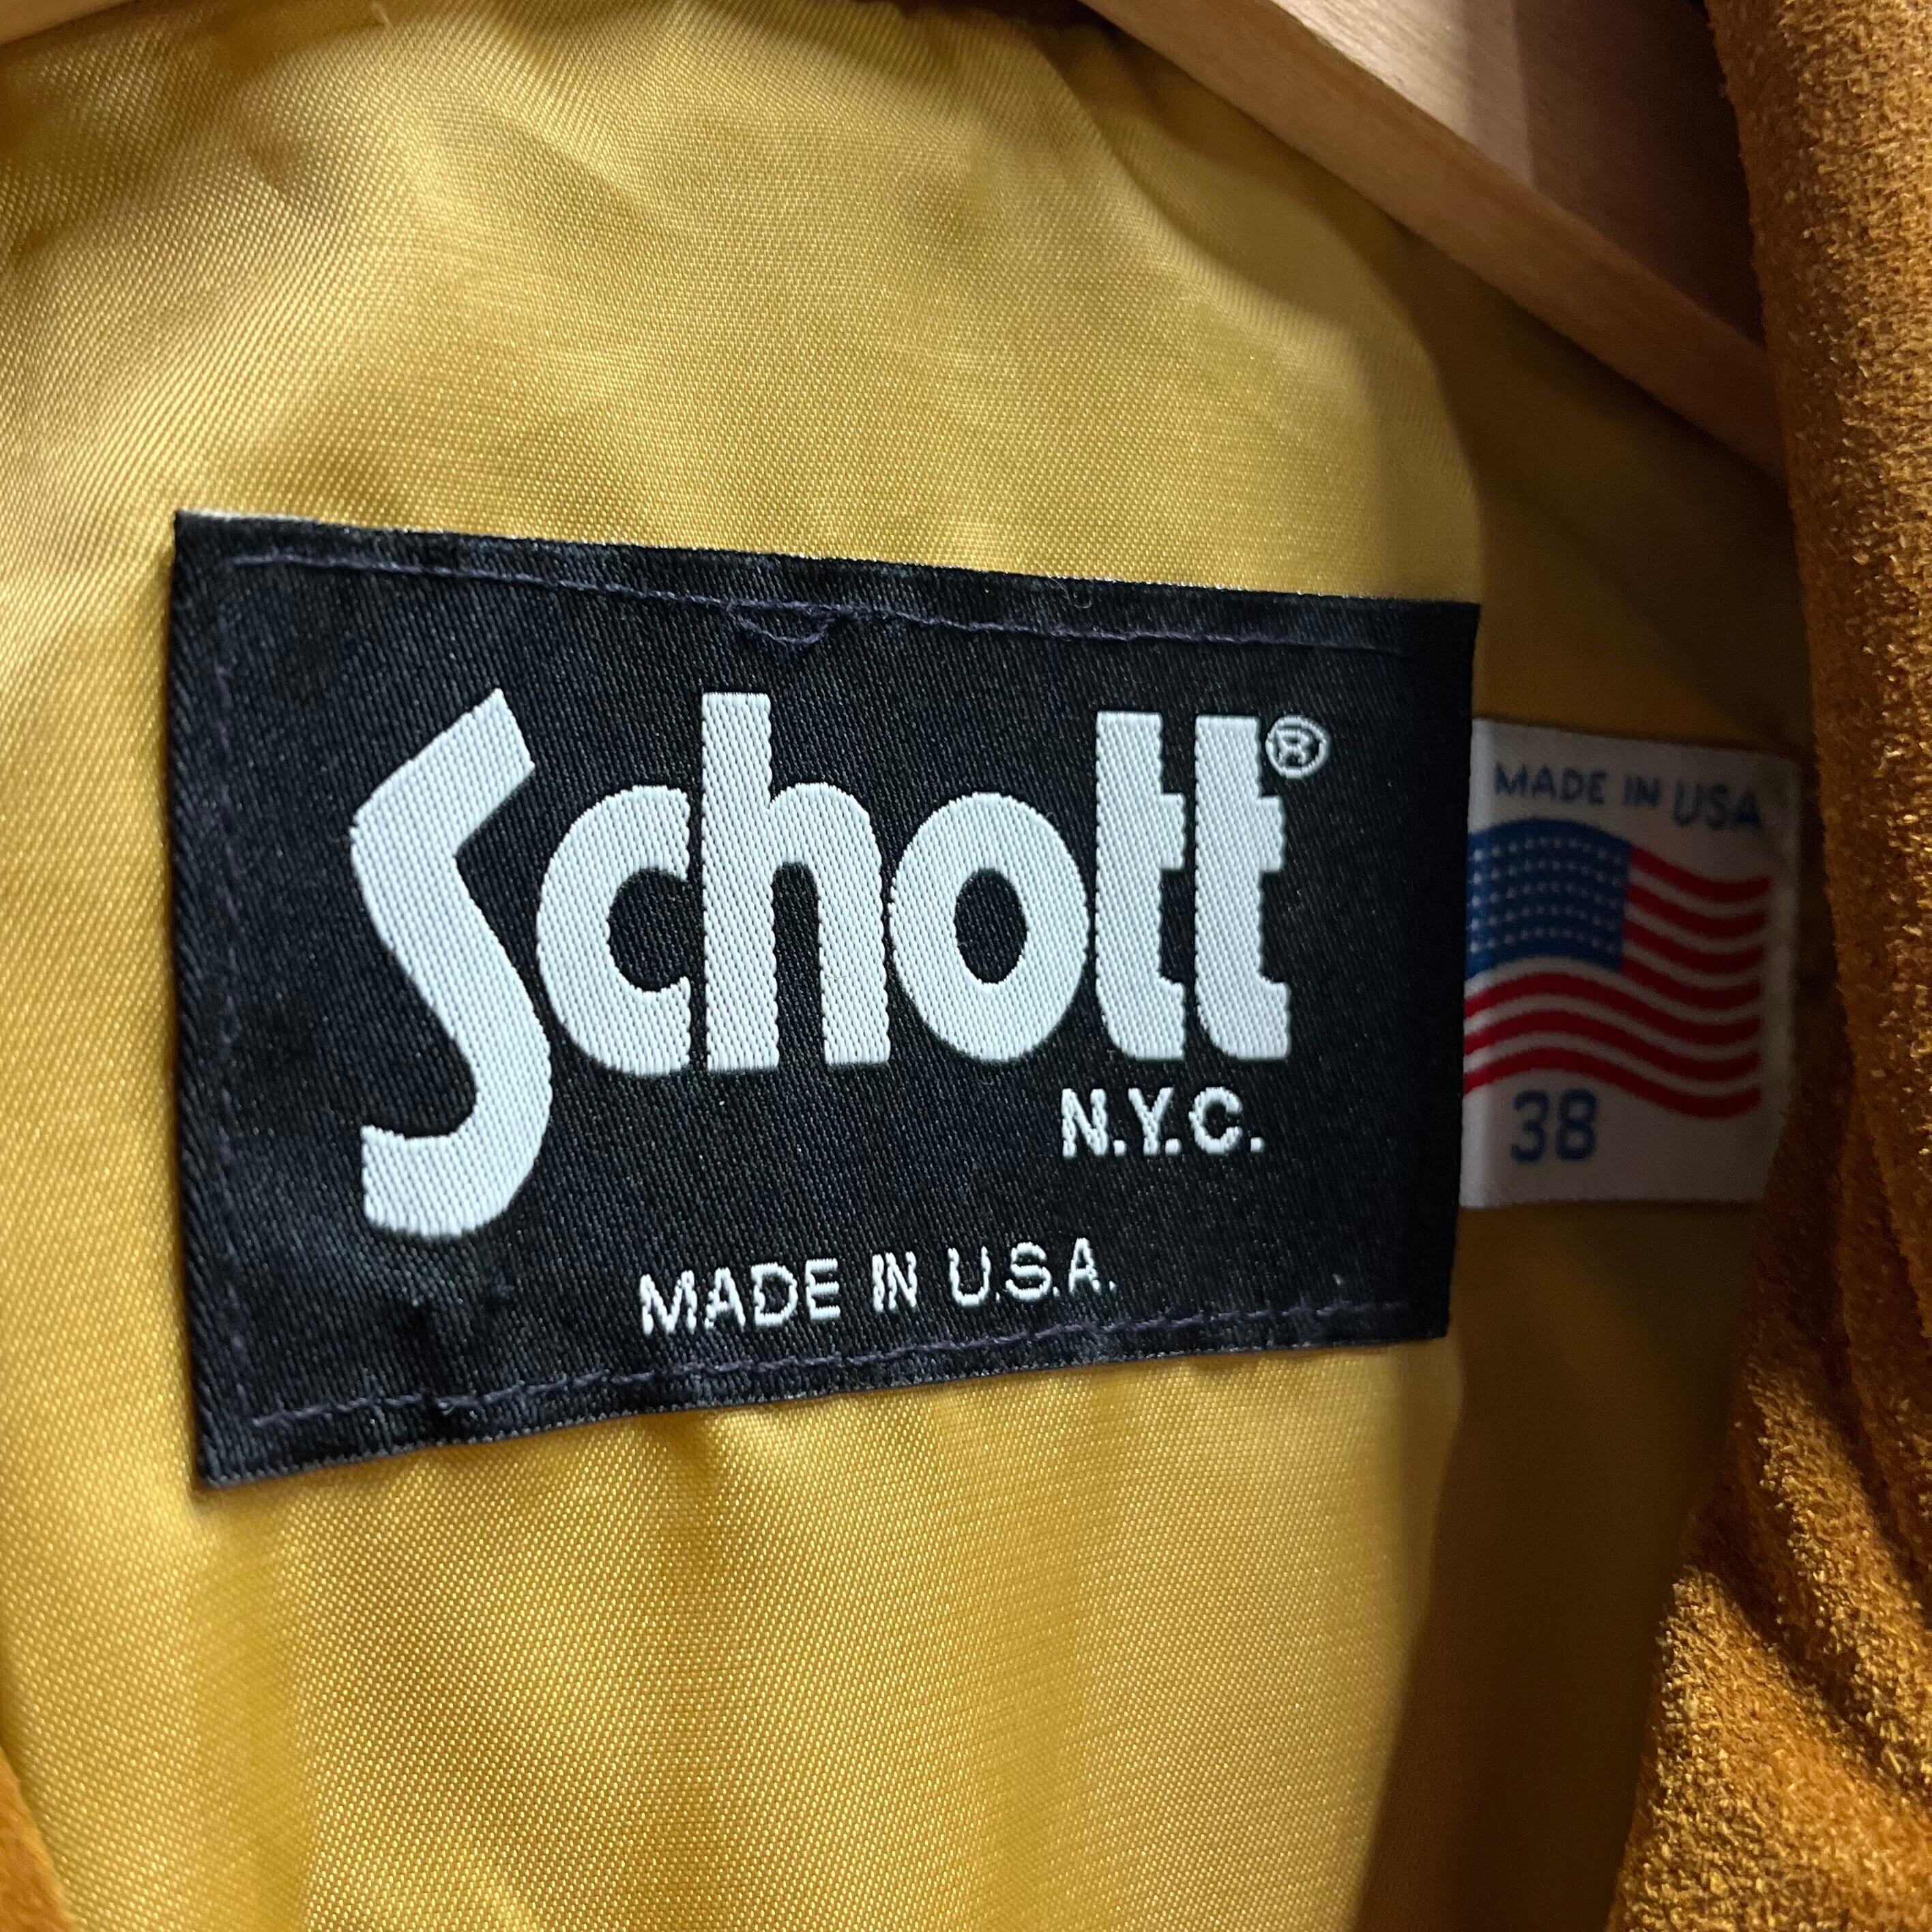 Schott®
N.Y.C.
MADE IN U.S.A.
MADE IN USA
38